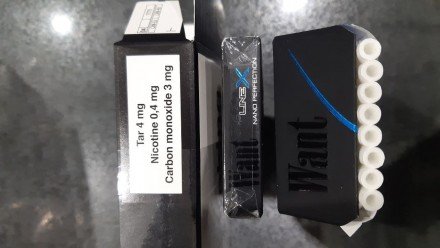 Tar 4 mg
Nicotine 0,4 mg
Carbon monoxide 3 mg
Want
LINE X
NANO PERFECTION
Want